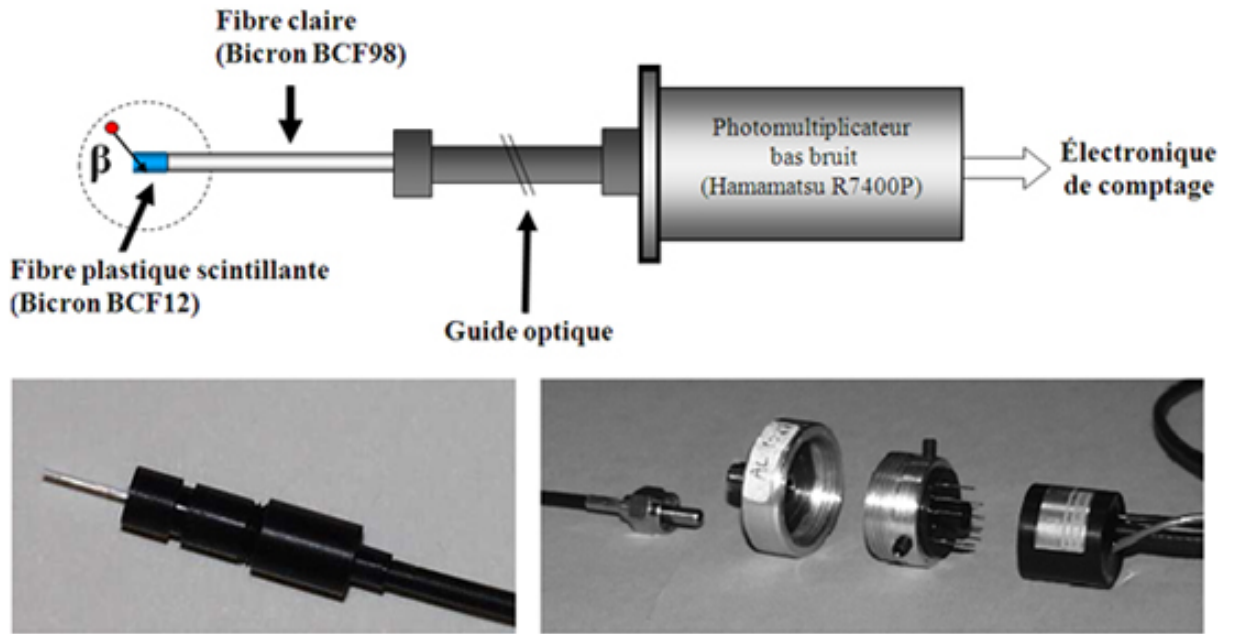 Fibre claire
(Bicron BCF98)
Photomultiplicateur
bas bruit
(Hamamatsu R7400P)
Électronique
de comptage
β
Fibre plastique scintillante
(Bicron BCF12)
Guide optique
AL